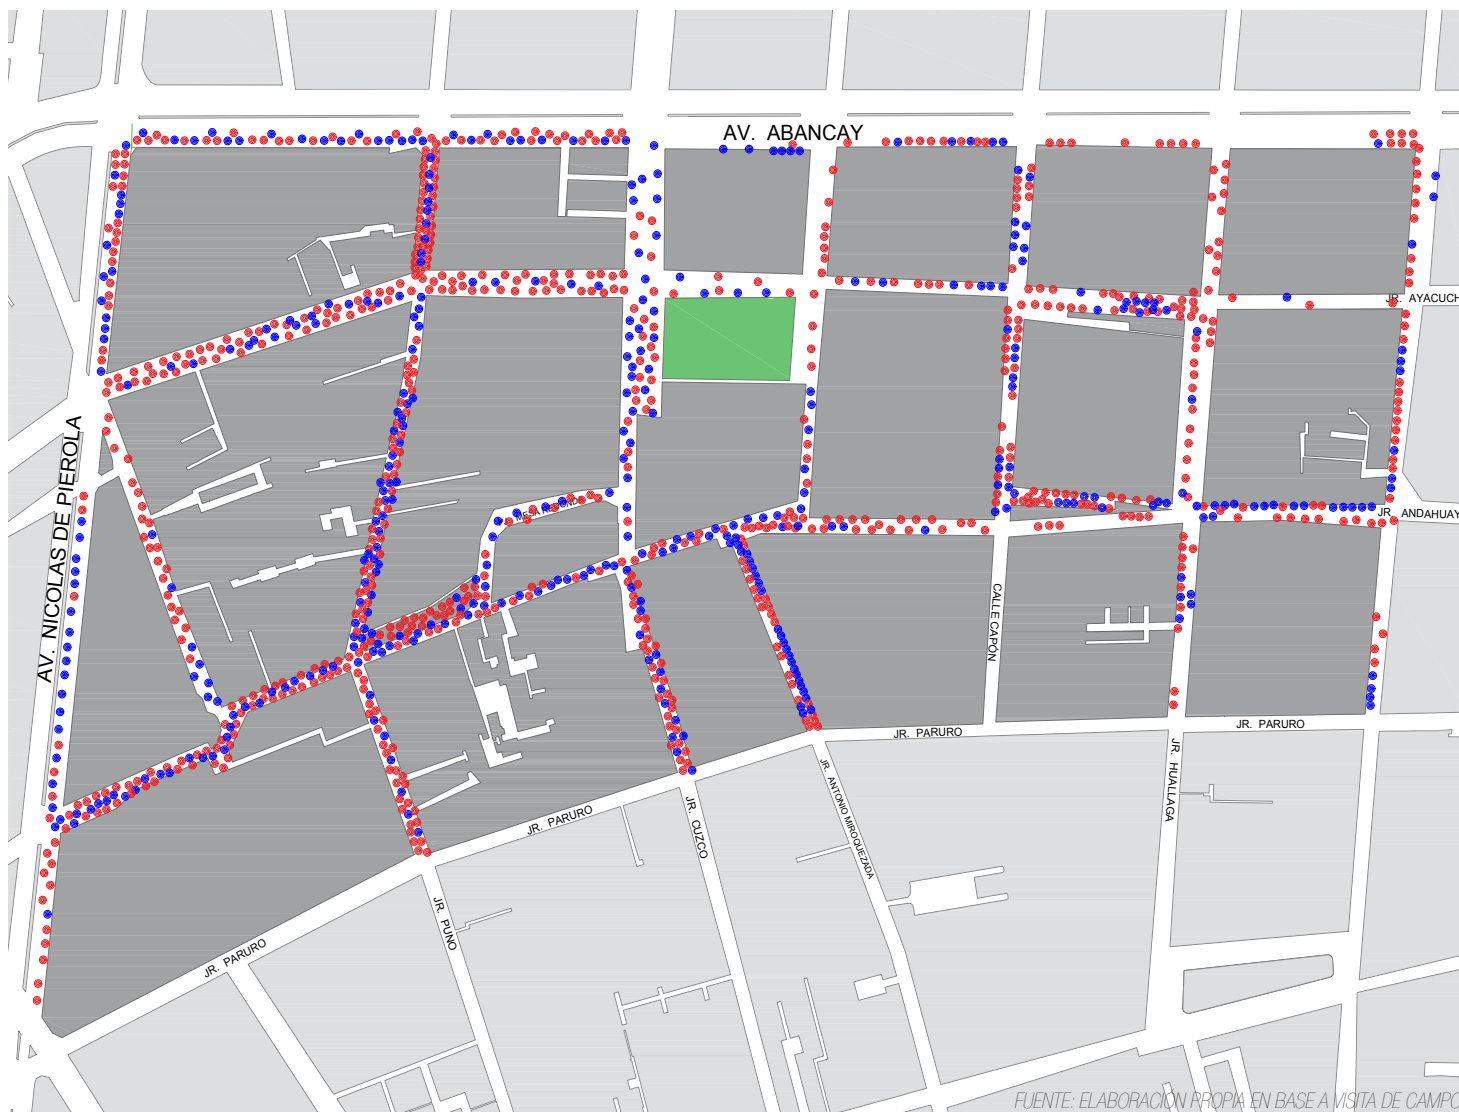 AV. ABANCAY
JR. AYACUCH
AV. NICOLAS DE PIEROLA
JR. ANDAHUAY
CALLE CAPÓN
JR. PARURO
JR. PARURO
JR. HUALLAGA
JR. ANTONIO MIROQUEZADA
JR. PARURO
JR. CUZCO
JR. PUNO
JR. PARURO
FUENTE: ELABORACIÓN PROPIA EN BASE A VISITA DE CAMPO